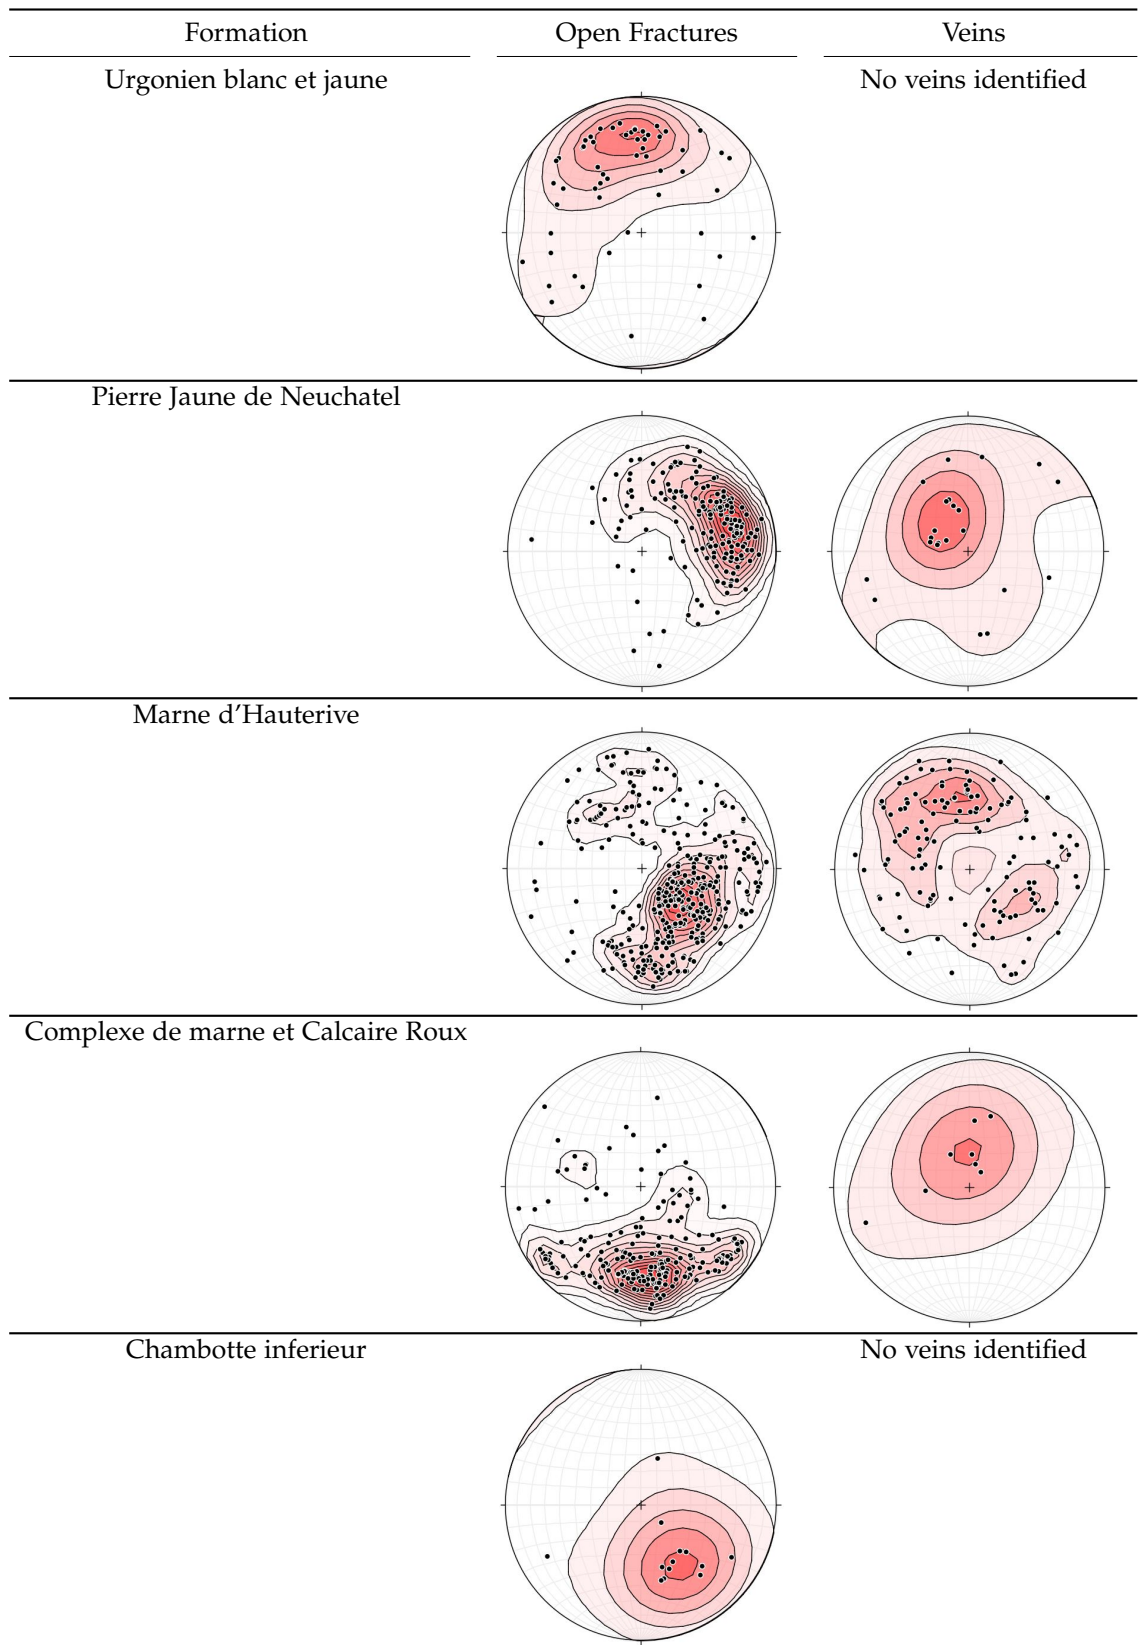 Formation Open Fractures Veins
Urgonien blanc et jaune No veins identified
Pierre Jaune de Neuchatel
Marne d'Hauterive
Complexe de marne et Calcaire Roux
Chambotte inferieur No veins identified